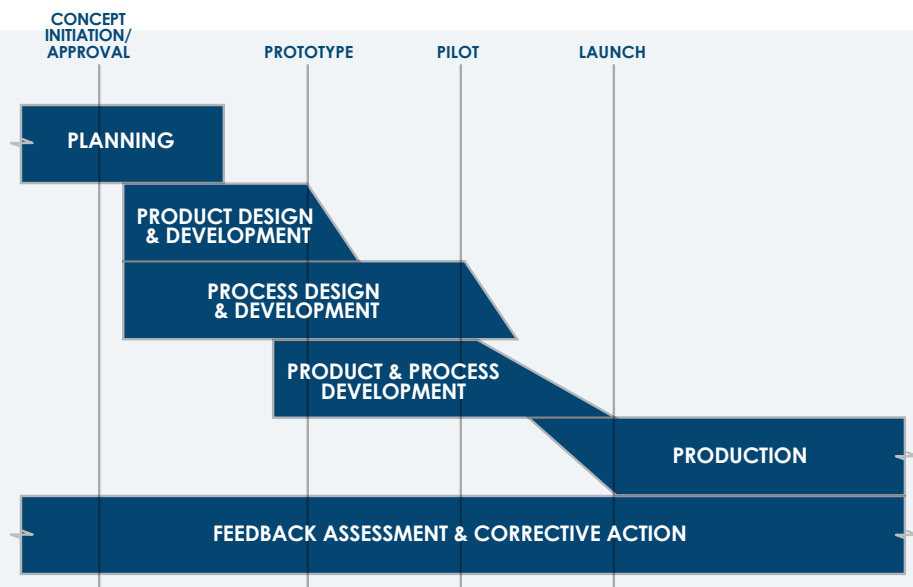 CONCEPT
INITIATION/
APPROVAL
PROTOTYPE
PILOT
LAUNCH
PLANNING
PRODUCT DESIGN
& DEVELOPMENT
PROCESS DESIGN
& DEVELOPMENT
PRODUCT & PROCESS
DEVELOPMENT
PRODUCTION
FEEDBACK ASSESSMENT & CORRECTIVE ACTION